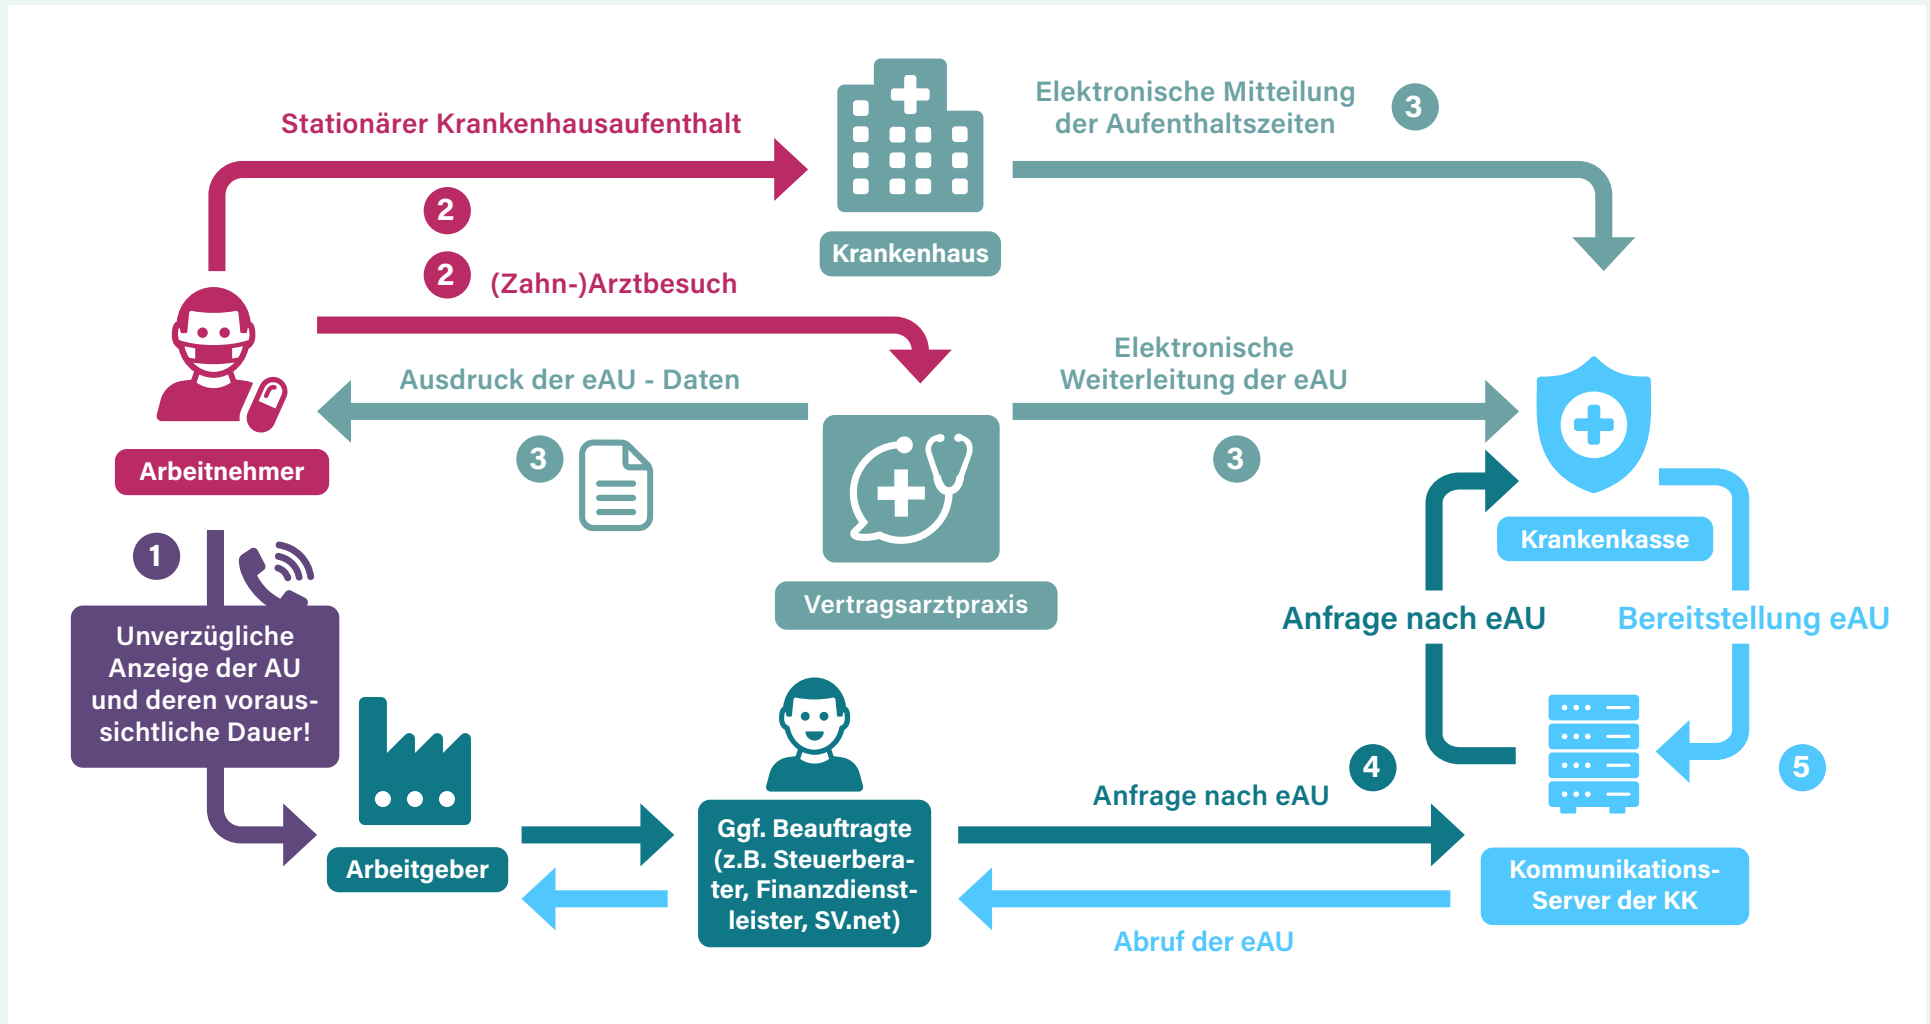 Stationärer Krankenhausaufenthalt
2
Krankenhaus
Elektronische Mitteilung
der Aufenthaltszeiten
3
2
(Zahn-)Arztbesuch
Ausdruck der eAU - Daten
3
Arbeitnehmer
Elektronische
Weiterleitung der eAU
3
Vertragsarztpraxis
Krankenkasse
1
Unverzügliche
Anzeige der AU
und deren voraus-
sichtliche Dauer!
Anfrage nach eAU
Bereitstellung eAU
Arbeitgeber
Ggf. Beauftragte
(z.B. Steuerbera-
ter, Finanzdienst-
leister, SV.net)
Anfrage nach eAU
4
5
Kommunikations-
Server der KK
Abruf der eAU